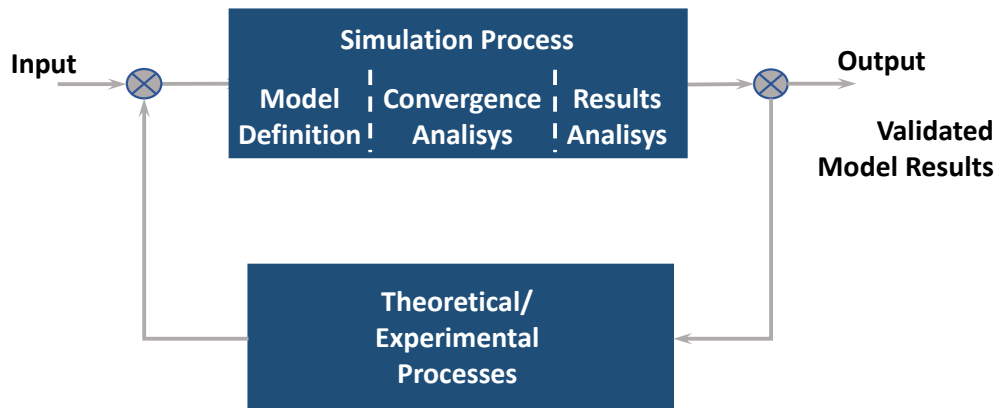 Simulation Process
Input
Output
Model
Definition
Convergence
Analisys
Results
Analisys
Validated
Model Results
Theoretical/
Experimental
Processes